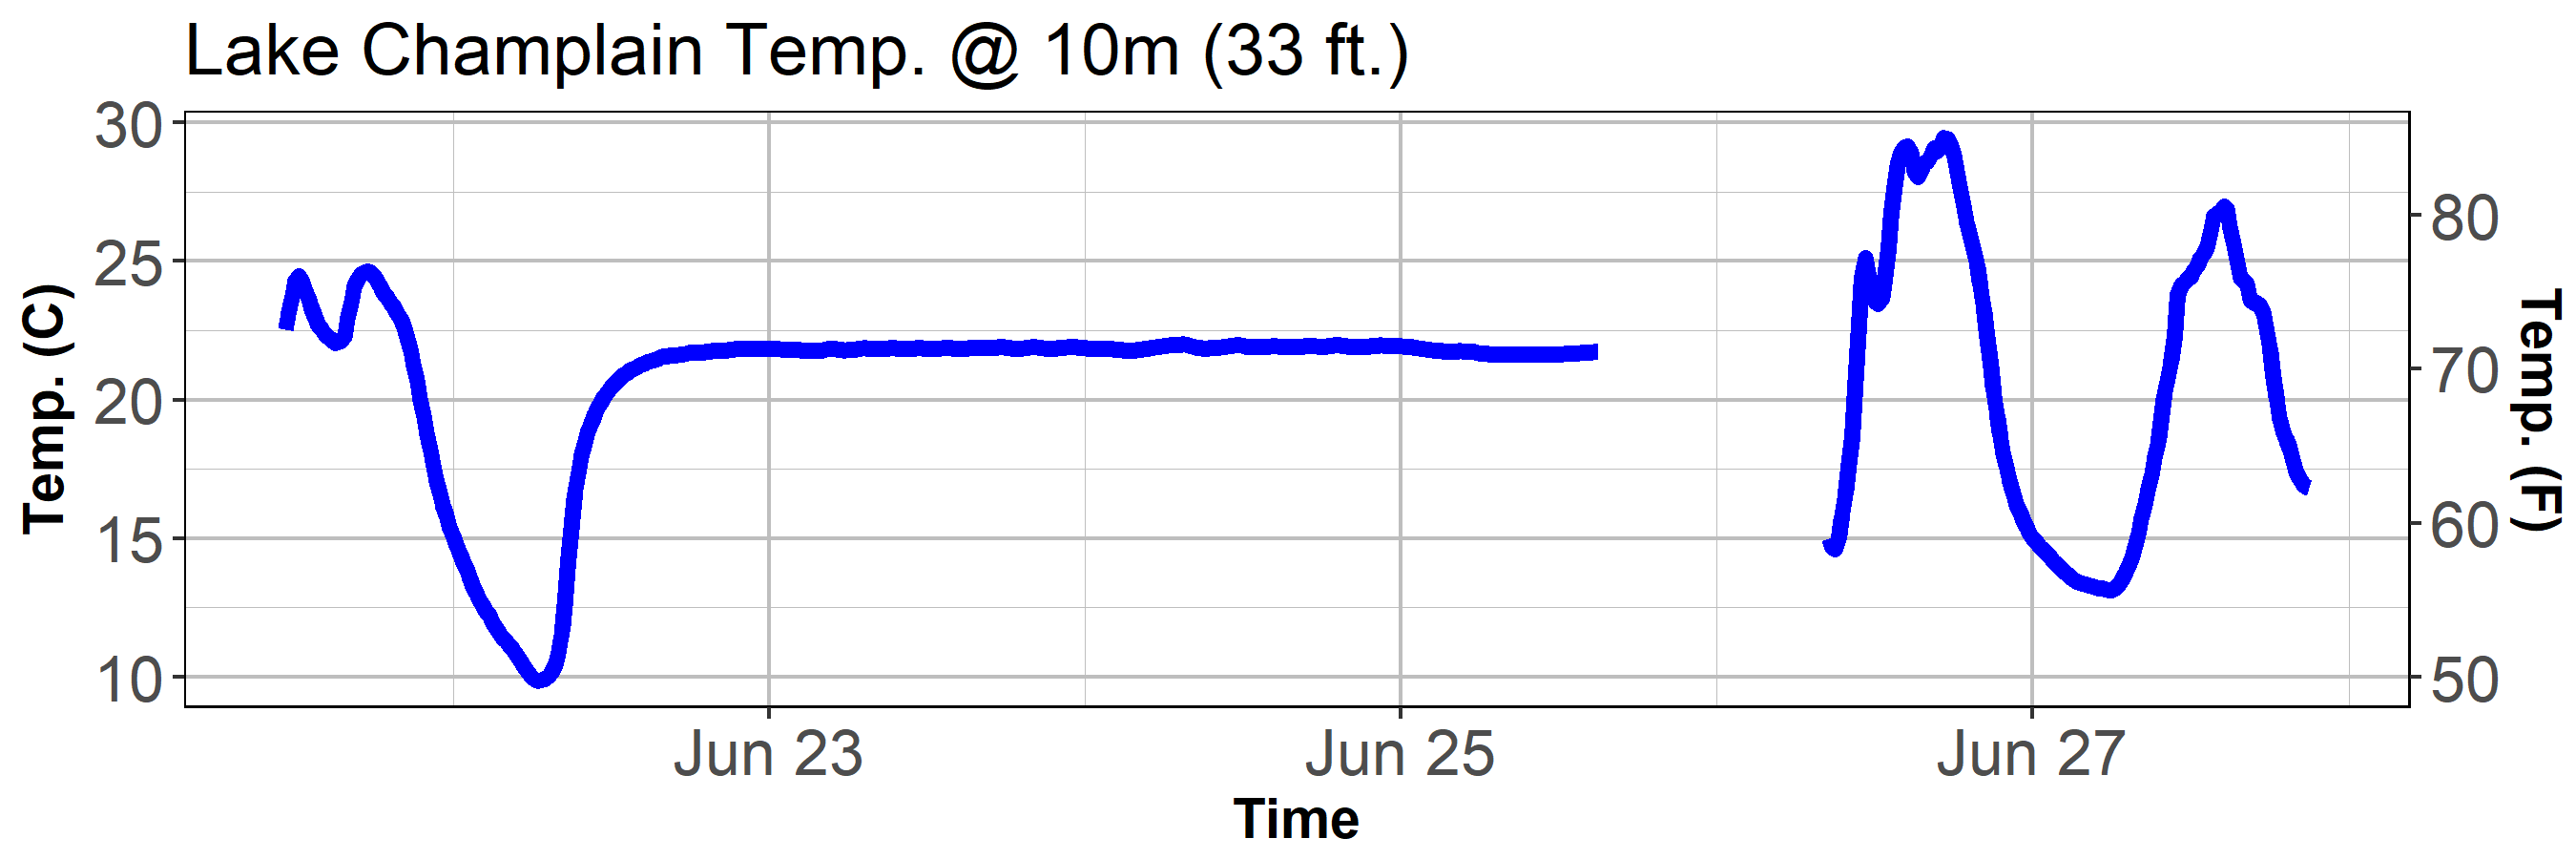 Lake Champlain Temp. @ 10m (33 ft.)
30
25
20
15
10
Temp. (C)
80
70
60
50
Temp. (F)
Jun 23
Jun 25
Jun 27
Time